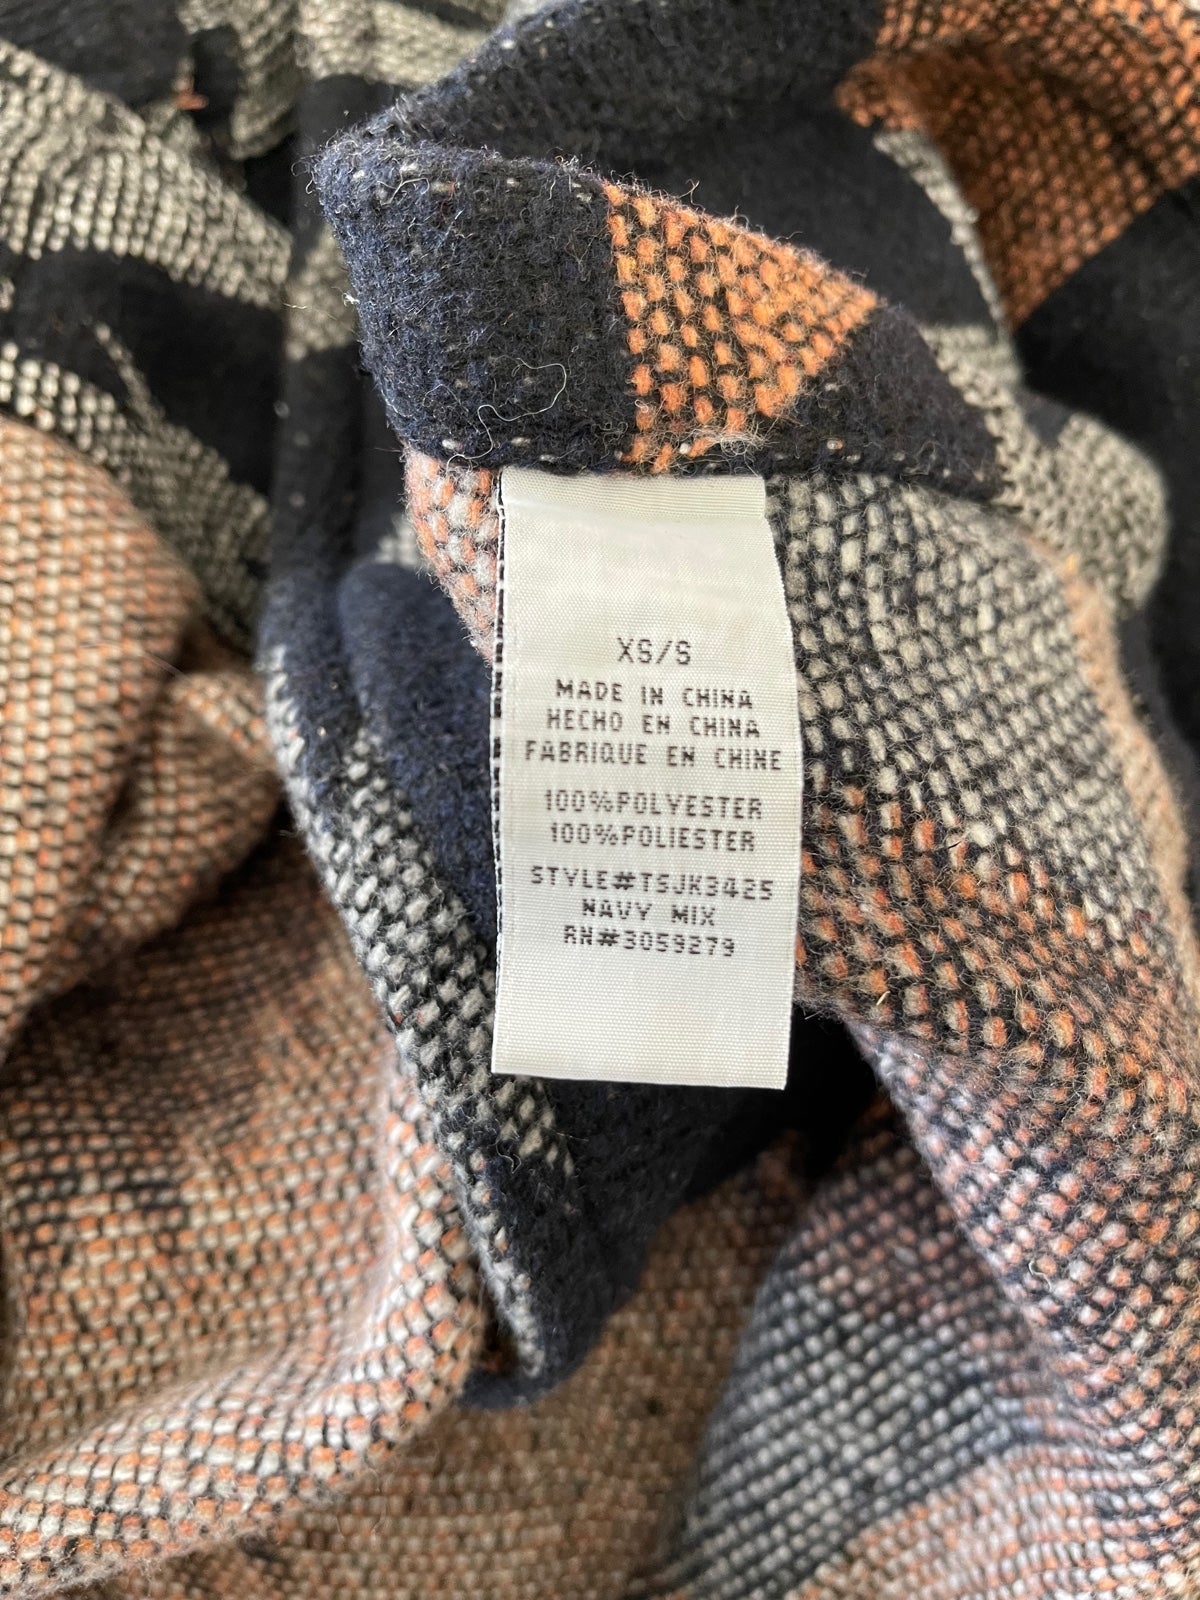 XS/S
MADE IN CHINA
HECHO EN CHINA
FABRIQUE EN CHINE
100%POLYESTER
100%POLIESTER
STYLE#TSJK3425
NAVY MIX
RN#3059279